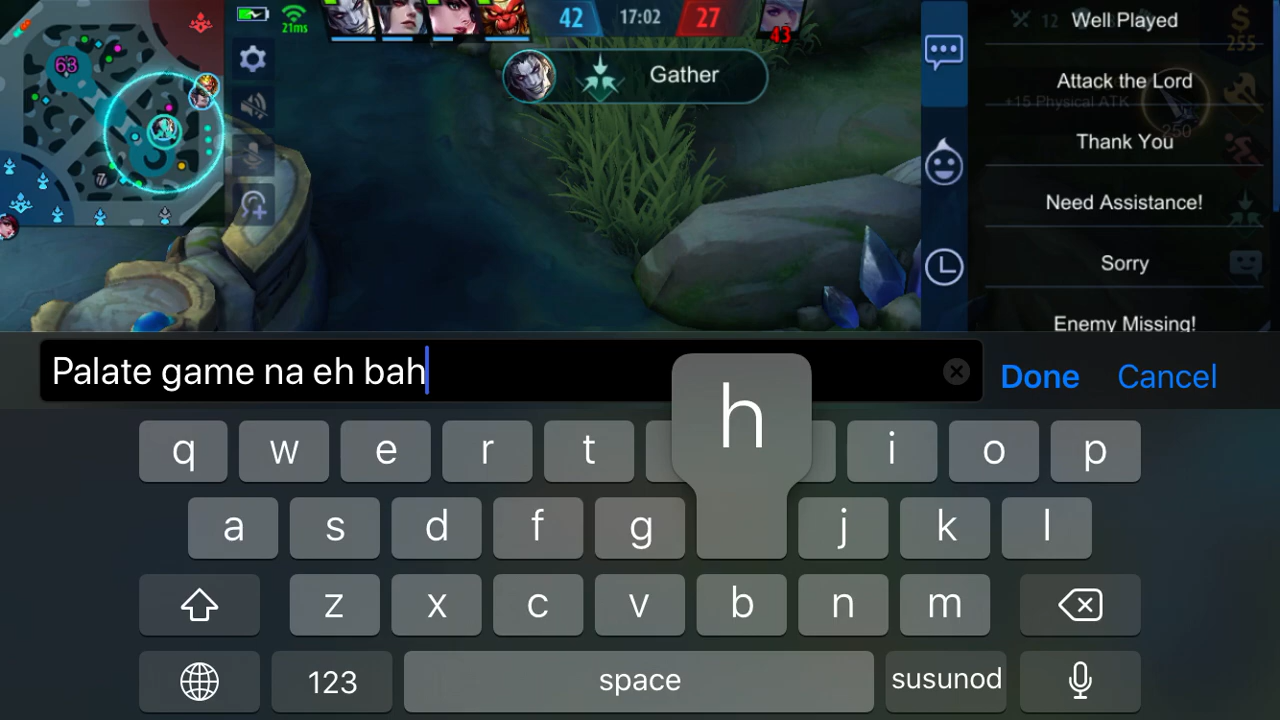 63
21ms
42
17:02
27
43
Gather
12
$
255
Well Played
Attack the Lord
+15 Physical ATK
250
Thank You
Need Assistance!
Sorry
Enemy Missing!
Palate game na eh bah
Done
Cancel
h
q w e r t i o p
a s d f g j k l
z x c v b n m
123
space
susunod